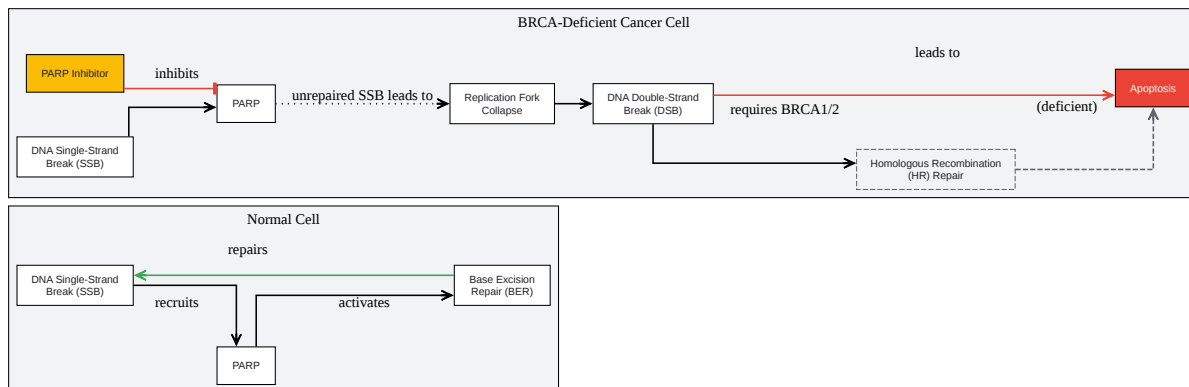 BRCA-Deficient Cancer Cell
leads to
PARP Inhibitor
inhibits
PARP
unrepaired SSB leads to
Replication Fork
Collapse
DNA Double-Strand
Break (DSB)
requires BRCA1/2
(deficient)
Apoptosis
DNA Single-Strand
Break (SSB)
Homologous Recombination
(HR) Repair
Normal Cell
repairs
DNA Single-Strand
Break (SSB)
recruits
activates
Base Excision
Repair (BER)
PARP